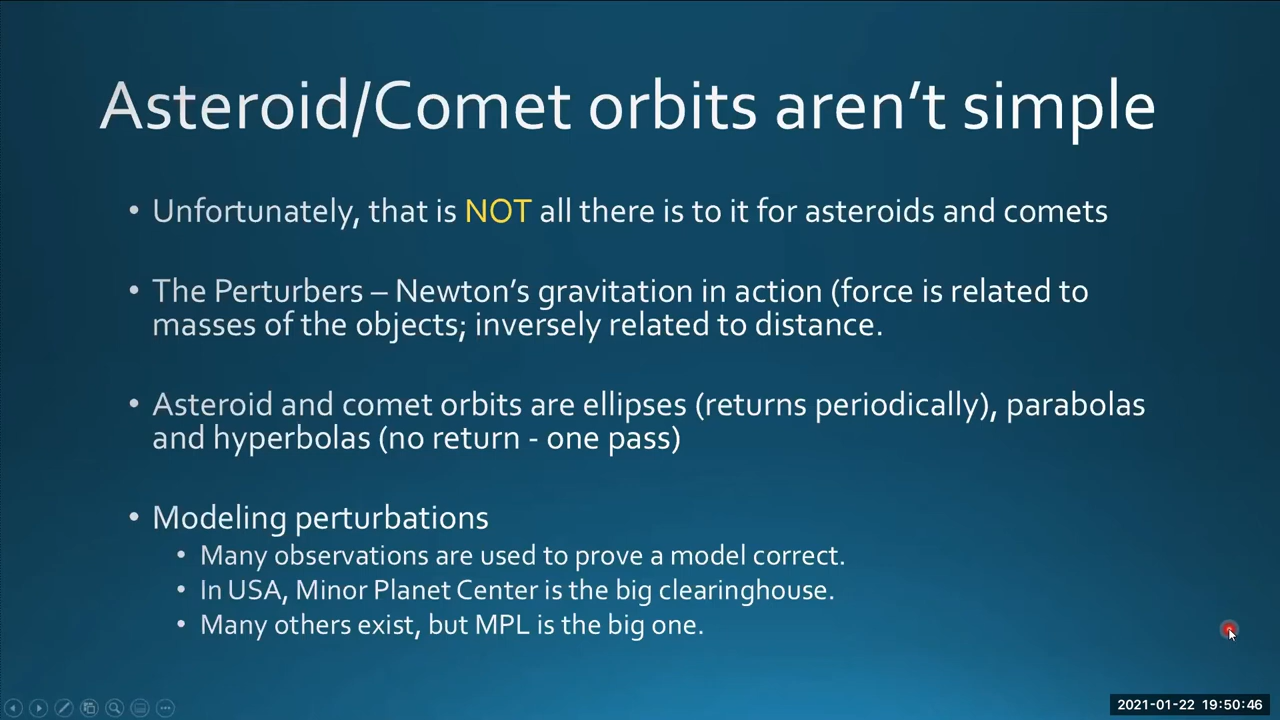 Asteroid/Comet orbits aren't simple
• Unfortunately, that is NOT all there is to it for asteroids and comets
• The Perturbers – Newton's gravitation in action (force is related to
masses of the objects; inversely related to distance.
• Asteroid and comet orbits are ellipses (returns periodically), parabolas
and hyperbolas (no return - one pass)
• Modeling perturbations
• Many observations are used to prove a model correct.
• In USA, Minor Planet Center is the big clearinghouse.
• Many others exist, but MPL is the big one.
2021-01-22 19:50:46